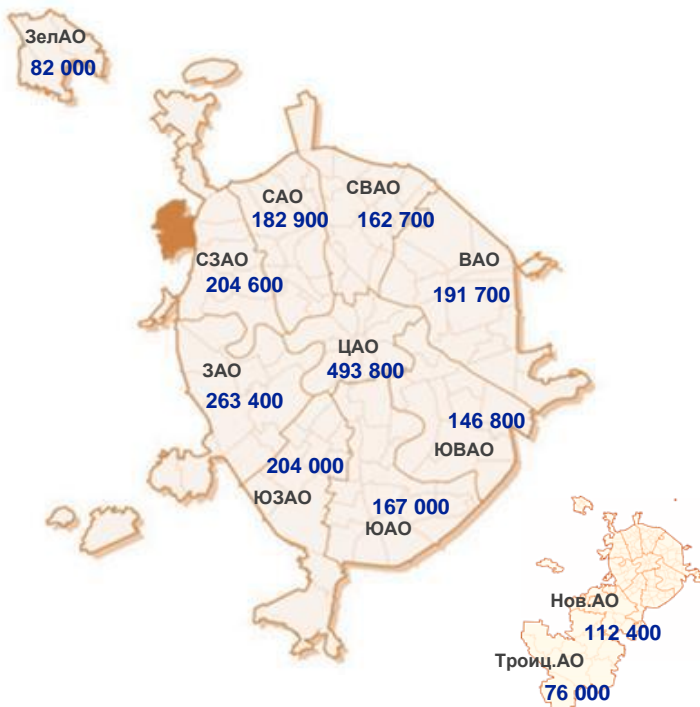 ЗелАО
82 000
САО
182 900
СВАО
162 700
СЗАО
204 600
ВАО
191 700
ЦАО
493 800
ЗАО
263 400
146 800
ЮВАО
204 000
ЮЗАО
167 000
ЮАО
Нов.АО
112 400
Троиц.АО
76 000